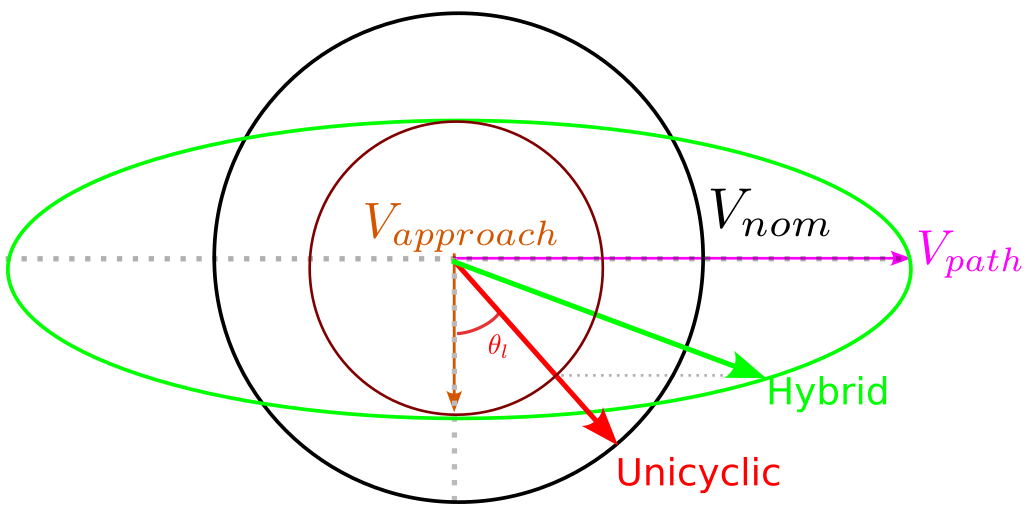 V_nom
V_approach
V_path
θ_l
Hybrid
Unicyclic